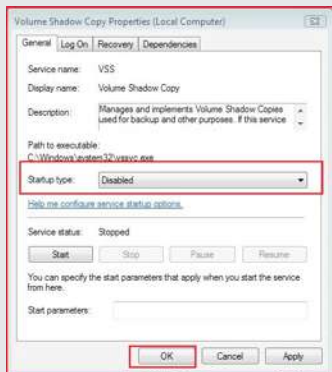 Volume Shadow Copy Properties (Local Computer)
General Log On Recovery Dependencies
Service name: VSS
Display name: Volume Shadow Copy
Description: Manages and implements Volume Shadow Copies
used for backup and other purposes. If this service
Path to executable:
C:\Windows\system32\vssvc.exe
Startup type: Disabled
Help me configure service startup options.
Service status: Stopped
Start Stop Pause Resume
You can specify the start parameters that apply when you start the service
from here.
Start parameters:
OK Cancel Apply